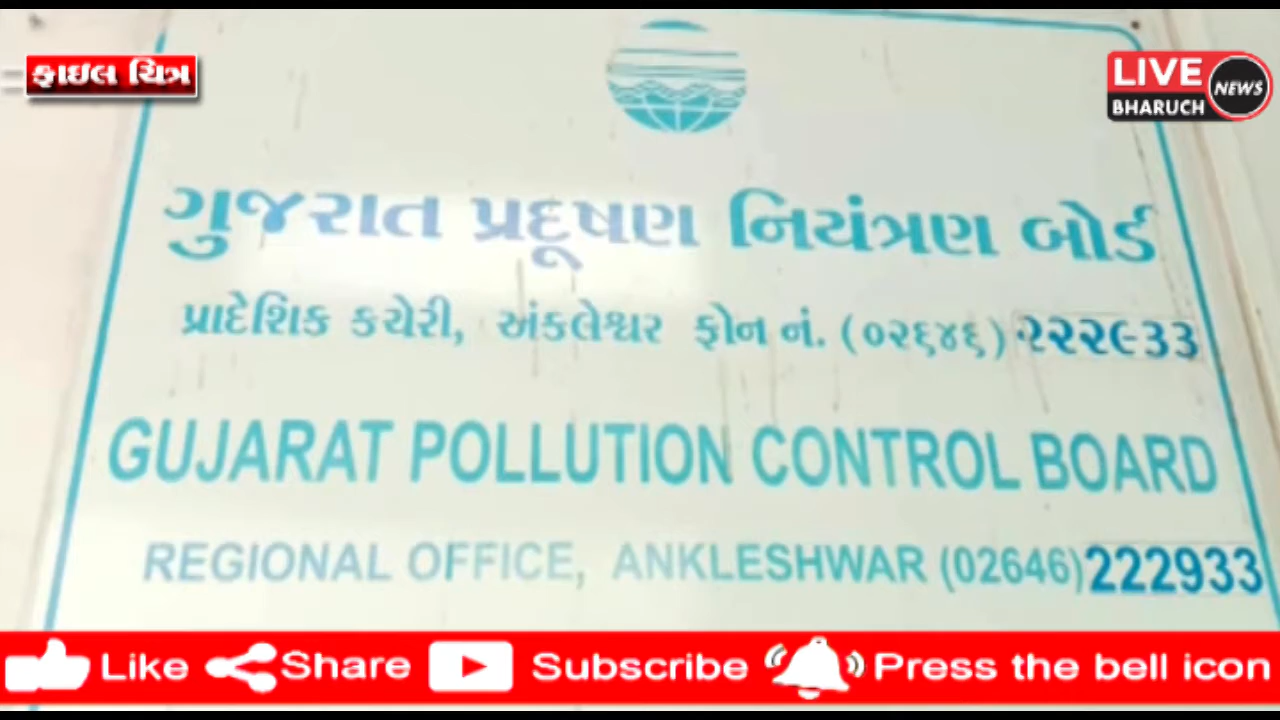 ફાઇલ ચિત્ર
LIVE
BHARUCH
NEWS
ગુજરાત પ્રદૂષણ નિયંત્રણ બોર્ડ
પ્રાદેશિક કચેરી, અંકલેશ્વર ફોન નં. (૦૨૬૪૬) ૨૨૨૯૩૩
GUJARAT POLLUTION CONTROL BOARD
REGIONAL OFFICE, ANKLESHWAR (02646) 222933
Like Share Subscribe Press the bell icon